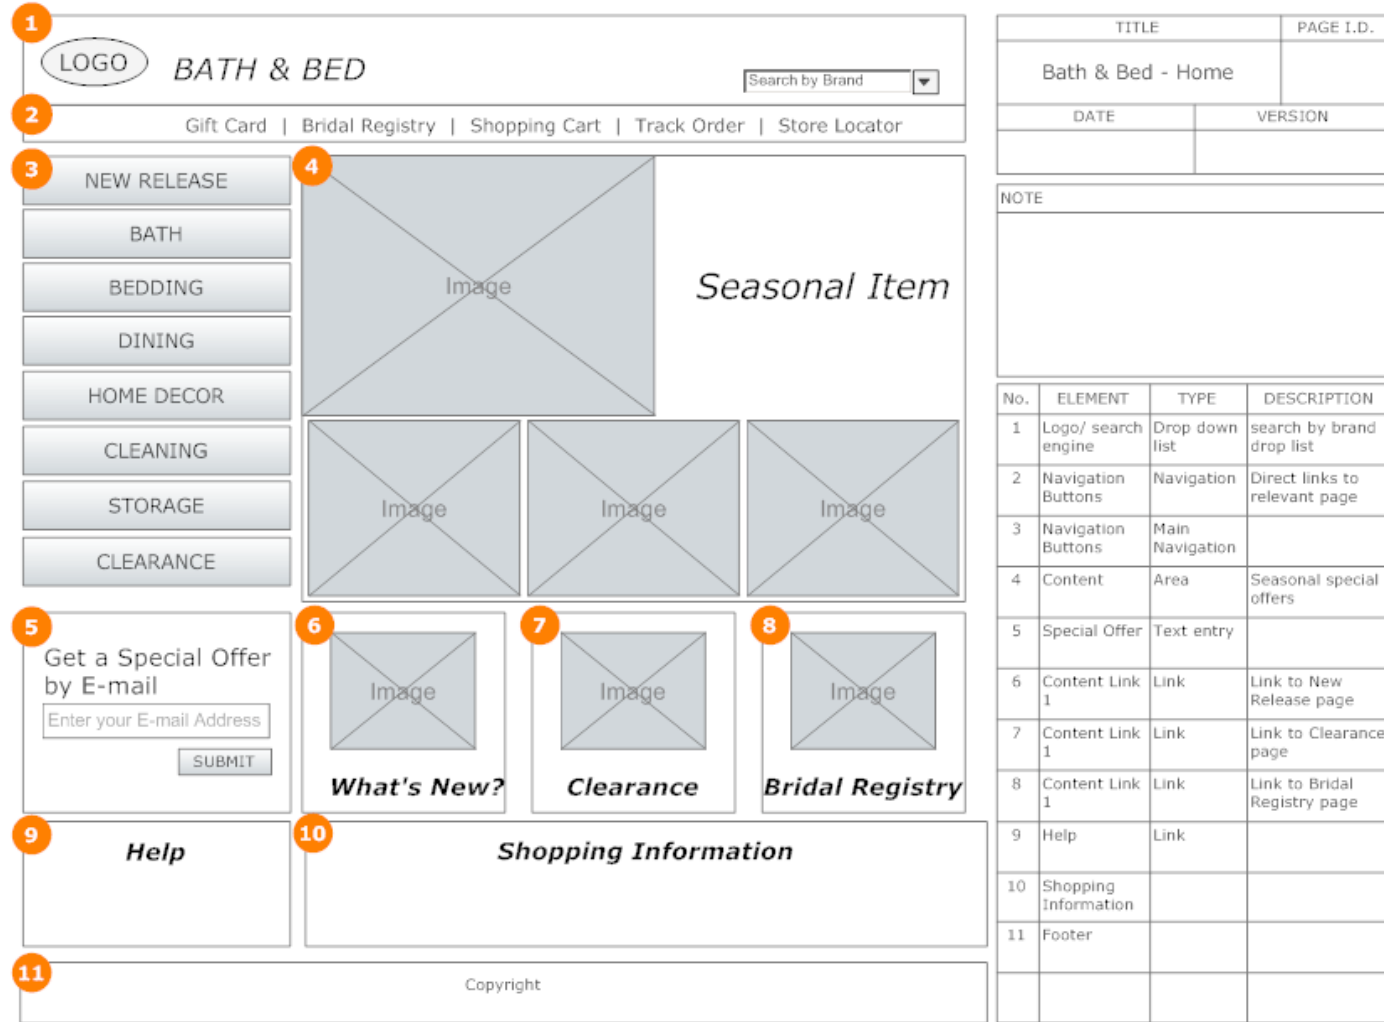 1
LOGO
BATH & BED
Search by Brand
2
Gift Card | Bridal Registry | Shopping Cart | Track Order | Store Locator
3
NEW RELEASE
BATH
BEDDING
DINING
HOME DECOR
CLEANING
STORAGE
CLEARANCE
4
Image
Seasonal Item
Image
Image
Image
5
Get a Special Offer
by E-mail
Enter your E-mail Address
SUBMIT
6
Image
What's New?
7
Image
Clearance
8
Image
Bridal Registry
9
Help
10
Shopping Information
11
Copyright
TITLE
PAGE I.D.
Bath & Bed - Home
DATE
VERSION
NOTE
No.
ELEMENT
TYPE
DESCRIPTION
1
Logo/ search
engine
Drop down
list
search by brand
drop list
2
Navigation
Buttons
Navigation
Direct links to
relevant page
3
Navigation
Buttons
Main
Navigation
4
Content
Area
Seasonal special
offers
5
Special Offer
Text entry
6
Content Link
1
Link
Link to New
Release page
7
Content Link
1
Link
Link to Clearance
page
8
Content Link
1
Link
Link to Bridal
Registry page
9
Help
Link
10
Shopping
Information
11
Footer